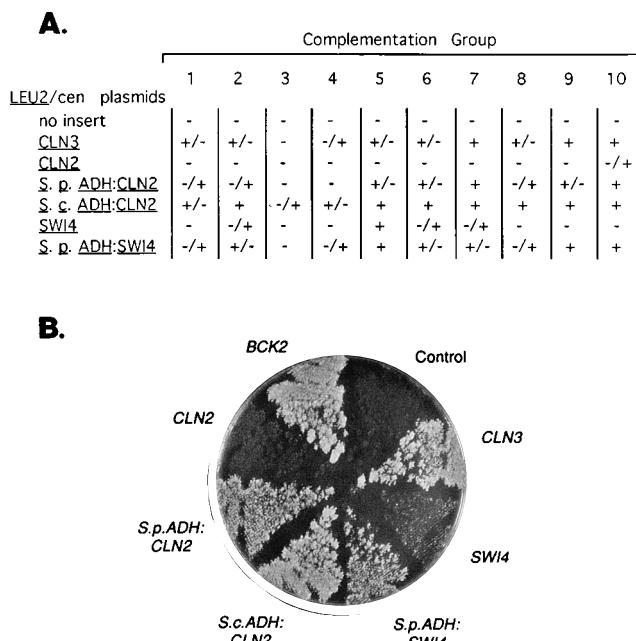 A.
Complementation Group
1 2 3 4 5 6 7 8 9 10
LEU2/cen plasmids
no insert - - - - - - - - - -
CLN3 +/- +/- - -/+ +/- +/- + +/- + +
CLN2 - - - - - - - - - -/+
S. p. ADH:CLN2 -/+ -/+ - - +/- +/- + -/+ +/- +
S. c. ADH:CLN2 +/- + -/+ +/- + + + + + +
SWI4 - -/+ - - + -/+ -/+ - - -
S. p. ADH:SWI4 -/+ +/- - -/+ + +/- +/- -/+ + +
B.
BCK2
Control
CLN2
CLN3
S.p.ADH:
CLN2
SWI4
S.c.ADH:
CLN2
S.p.ADH:
SWI4